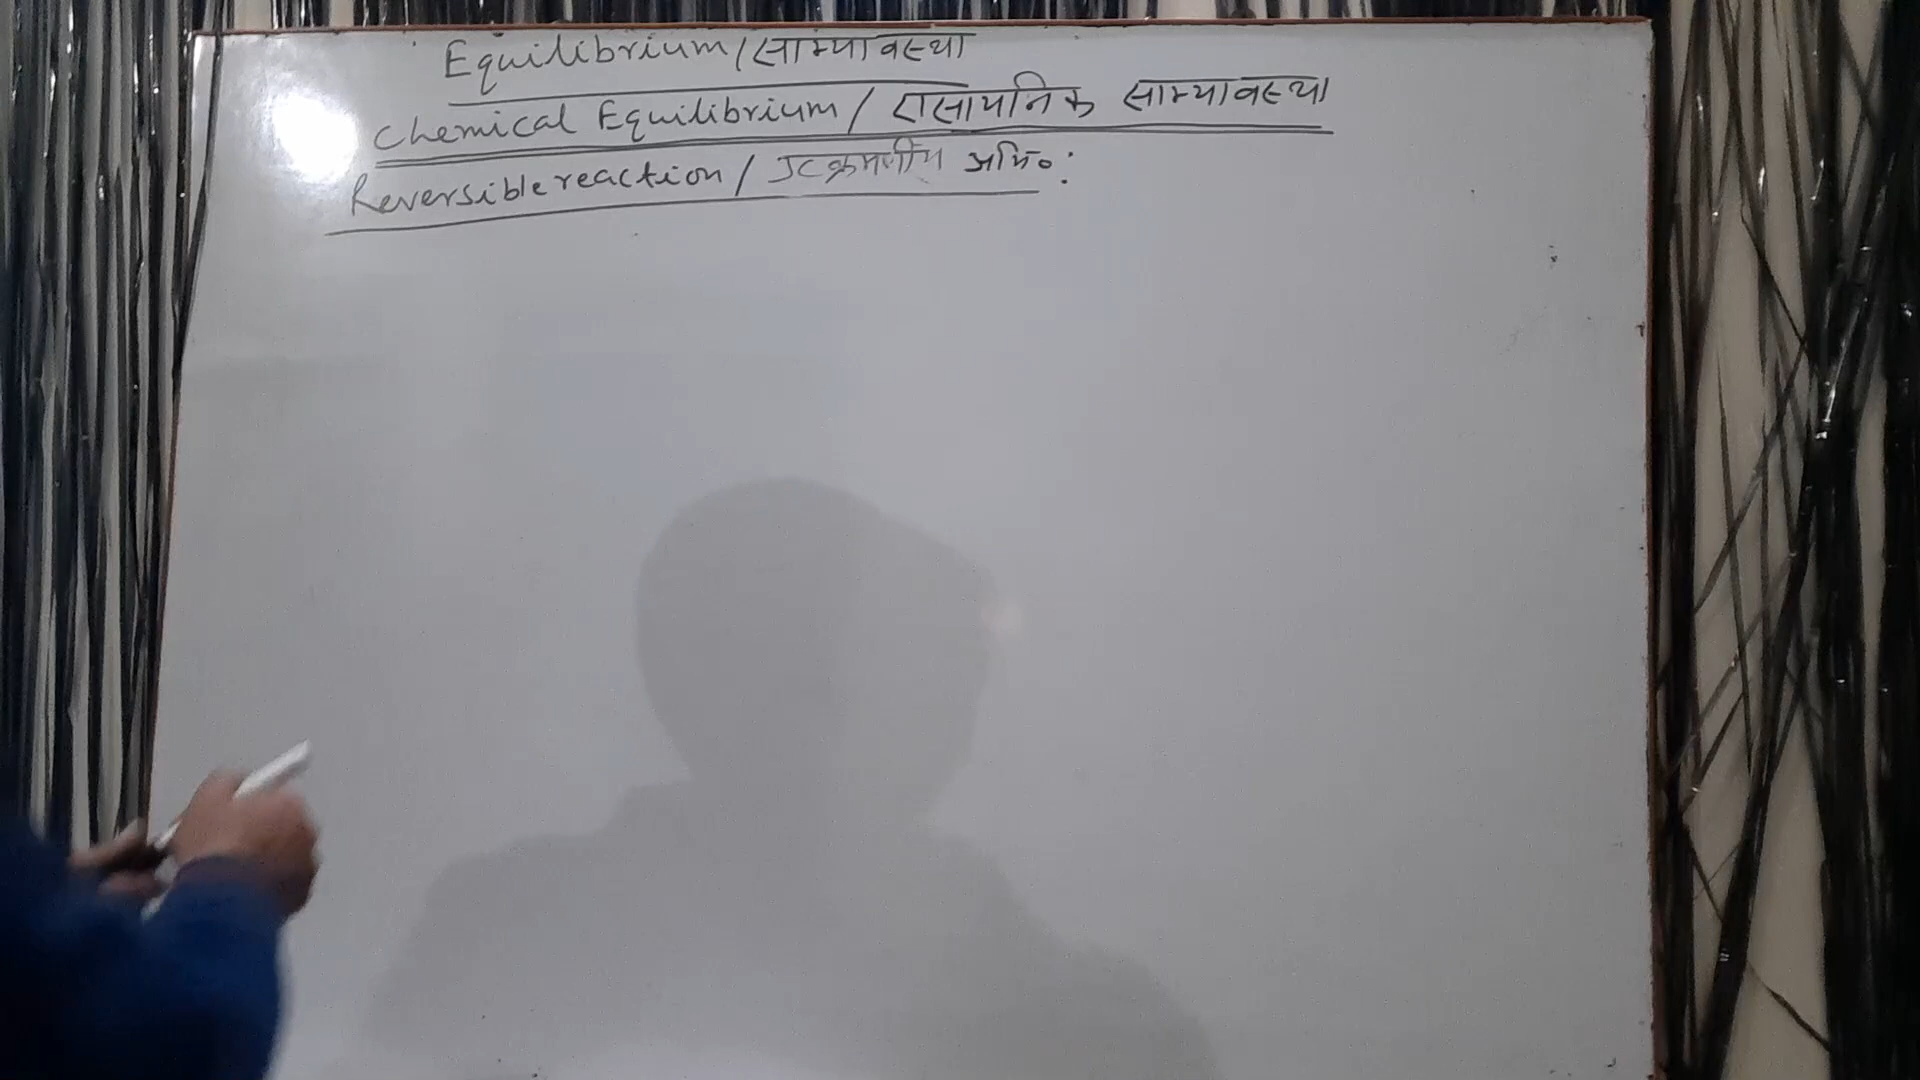 Equilibrium/साम्यावस्था
Chemical Equilibrium / रासायनिक साम्यावस्था
Reversible reaction / उत्क्रमणीय अभि०: